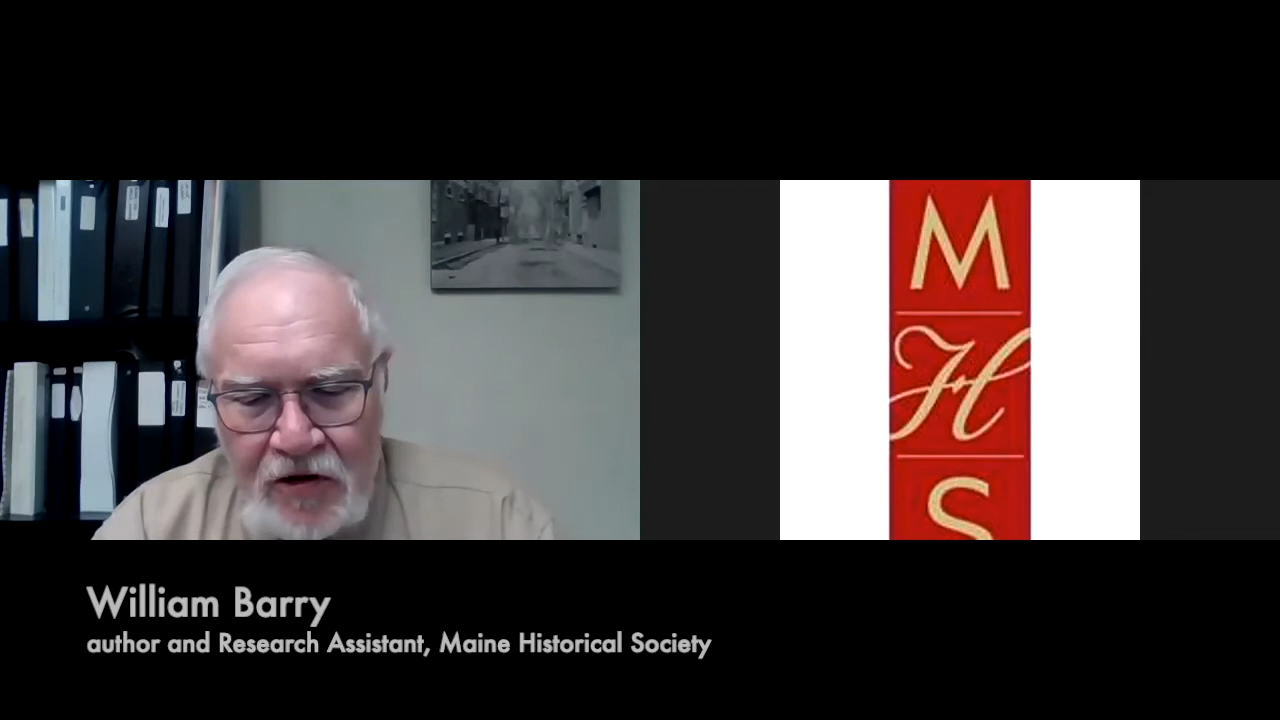 M
H
S
William Barry
author and Research Assistant, Maine Historical Society